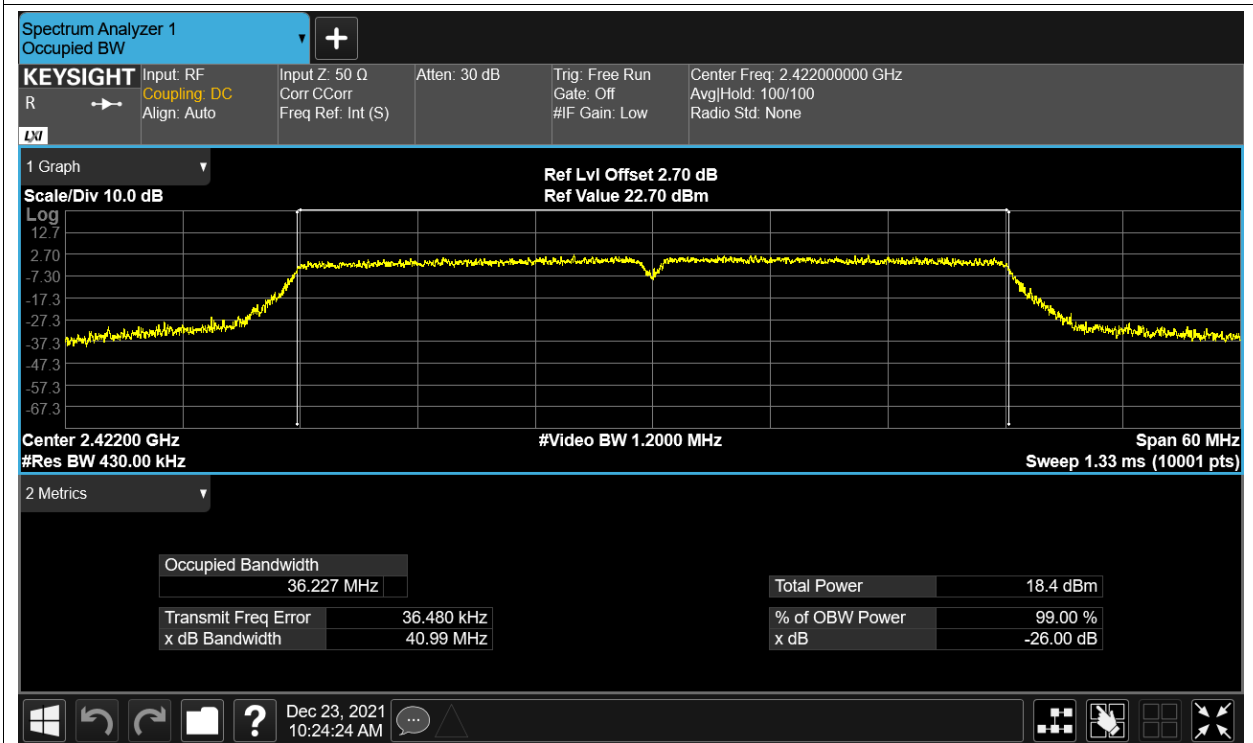 Spectrum Analyzer 1
Occupied BW
KEYSIGHT
R
LXI
Input: RF
Coupling: DC
Align: Auto
Input Z: 50 Ω
Corr CCorr
Freq Ref: Int (S)
Atten: 30 dB
Trig: Free Run
Gate: Off
#IF Gain: Low
Center Freq: 2.422000000 GHz
Avg|Hold: 100/100
Radio Std: None
1 Graph
Ref Lvl Offset 2.70 dB
Scale/Div 10.0 dB
Ref Value 22.70 dBm
Log
12.7
2.70
-7.30
-17.3
-27.3
-37.3
-47.3
-57.3
-67.3
Center 2.42200 GHz
#Video BW 1.2000 MHz
Span 60 MHz
#Res BW 430.00 kHz
Sweep 1.33 ms (10001 pts)
2 Metrics
Occupied Bandwidth
36.227 MHz
Total Power 18.4 dBm
Transmit Freq Error 36.480 kHz
% of OBW Power 99.00 %
x dB Bandwidth 40.99 MHz
x dB -26.00 dB
?
Dec 23, 2021
10:24:24 AM